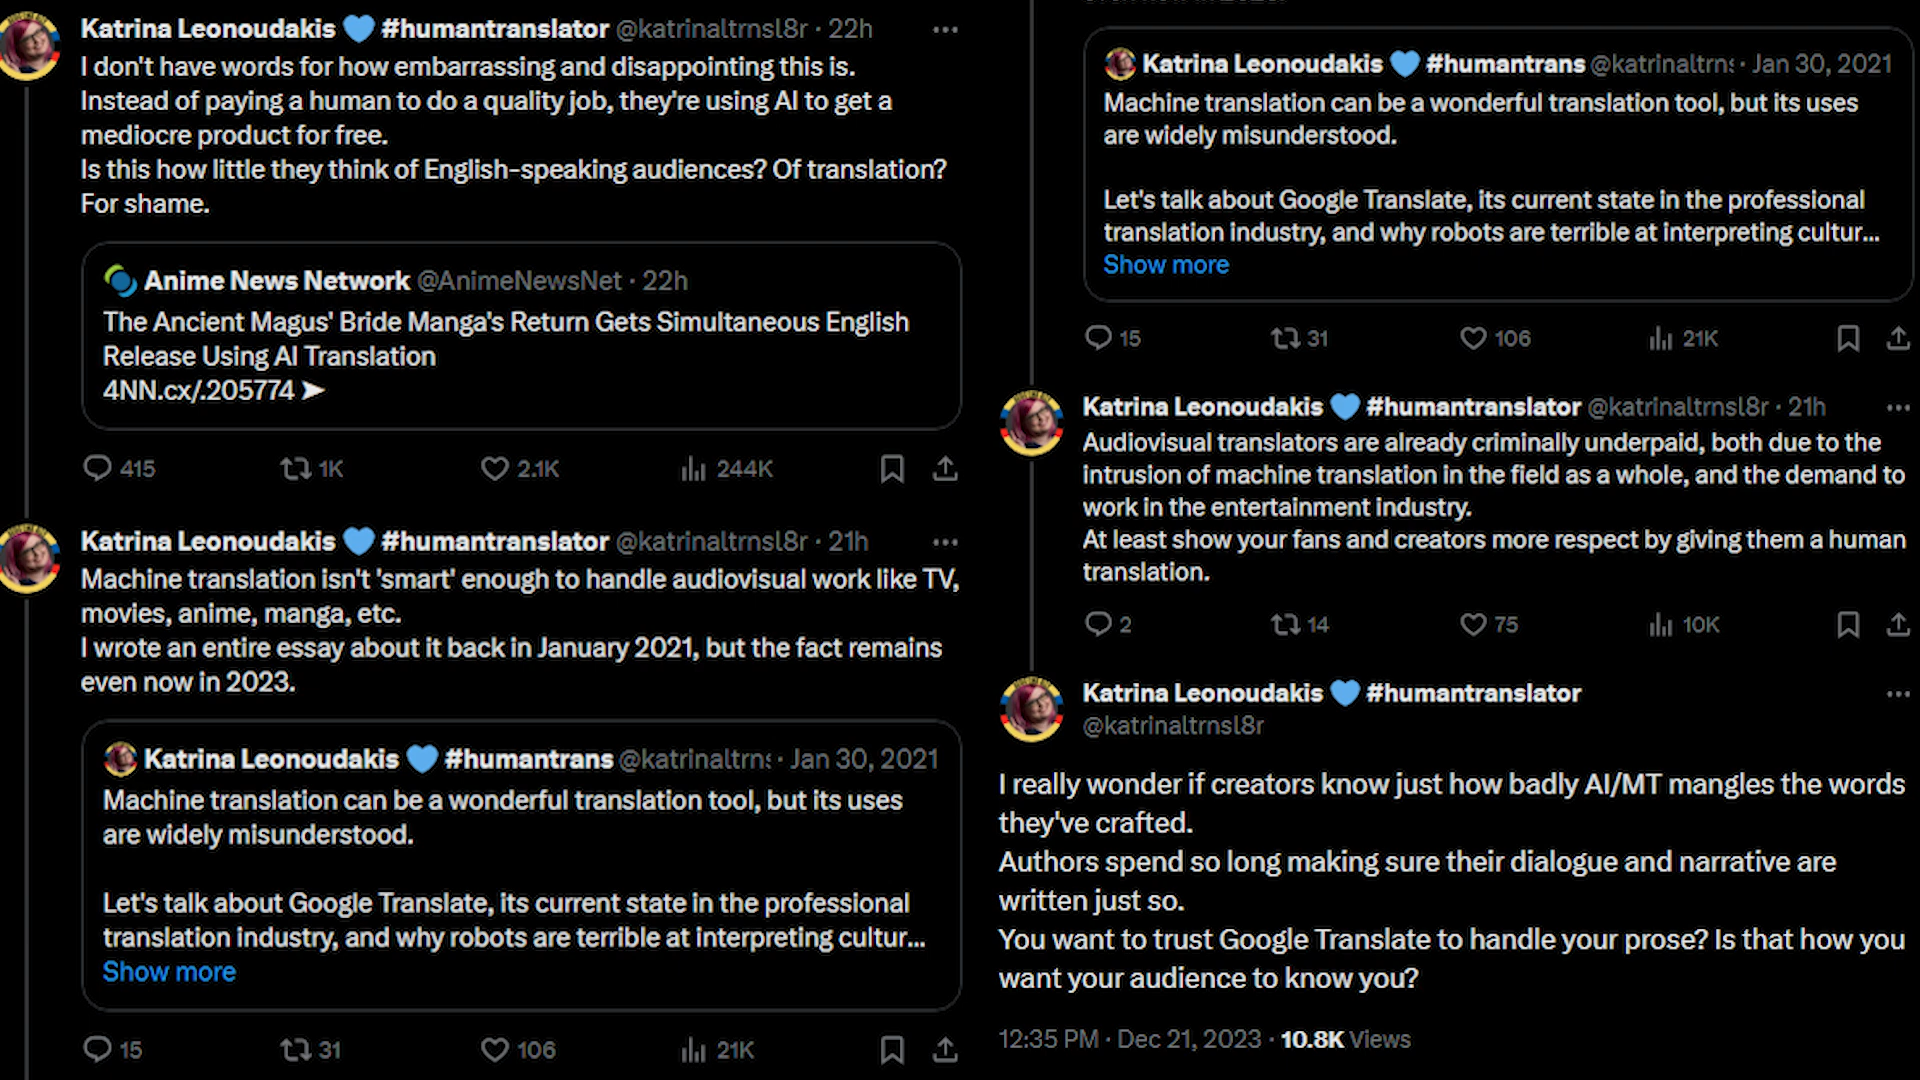 Katrina Leonoudakis 💙 #humantranslator @katrinaltrnsl8r · 22h
I don't have words for how embarrassing and disappointing this is.
Instead of paying a human to do a quality job, they're using AI to get a
mediocre product for free.
Is this how little they think of English-speaking audiences? Of translation?
For shame.
Anime News Network @AnimeNewsNet · 22h
The Ancient Magus' Bride Manga's Return Gets Simultaneous English
Release Using AI Translation
4NN.cx/.205774 ➤
415 1K 2.1K 244K
Katrina Leonoudakis 💙 #humantranslator @katrinaltrnsl8r · 21h
Machine translation isn't 'smart' enough to handle audiovisual work like TV,
movies, anime, manga, etc.
I wrote an entire essay about it back in January 2021, but the fact remains
even now in 2023.
Katrina Leonoudakis 💙 #humantrans @katrinaltrns · Jan 30, 2021
Machine translation can be a wonderful translation tool, but its uses
are widely misunderstood.
Let's talk about Google Translate, its current state in the professional
translation industry, and why robots are terrible at interpreting cultur...
Show more
15 31 106 21K
Katrina Leonoudakis 💙 #humantrans @katrinaltrns · Jan 30, 2021
Machine translation can be a wonderful translation tool, but its uses
are widely misunderstood.
Let's talk about Google Translate, its current state in the professional
translation industry, and why robots are terrible at interpreting cultur...
Show more
15 31 106 21K
Katrina Leonoudakis 💙 #humantranslator @katrinaltrnsl8r · 21h
Audiovisual translators are already criminally underpaid, both due to the
intrusion of machine translation in the field as a whole, and the demand to
work in the entertainment industry.
At least show your fans and creators more respect by giving them a human
translation.
2 14 75 10K
Katrina Leonoudakis 💙 #humantranslator
@katrinaltrnsl8r
I really wonder if creators know just how badly AI/MT mangles the words
they've crafted.
Authors spend so long making sure their dialogue and narrative are
written just so.
You want to trust Google Translate to handle your prose? Is that how you
want your audience to know you?
12:35 PM · Dec 21, 2023 · 10.8K Views